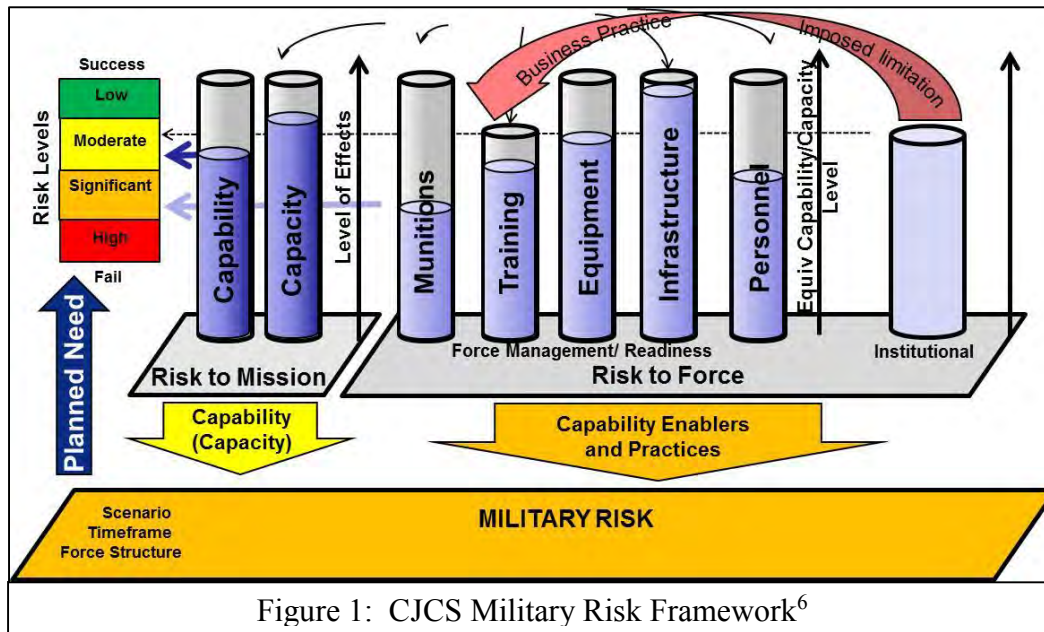 Business Practice
Imposed limitation
Success
Low
Moderate
Significant
High
Fail
Risk Levels
Planned Need
Capability
Capacity
Level of Effects
Munitions
Training
Equipment
Infrastructure
Personnel
Equiv Capability/Capacity
Level
Institutional
Force Management/ Readiness
Risk to Mission
Risk to Force
Capability
(Capacity)
Capability Enablers
and Practices
Scenario
Timeframe
Force Structure
MILITARY RISK
Figure 1: CJCS Military Risk Framework6